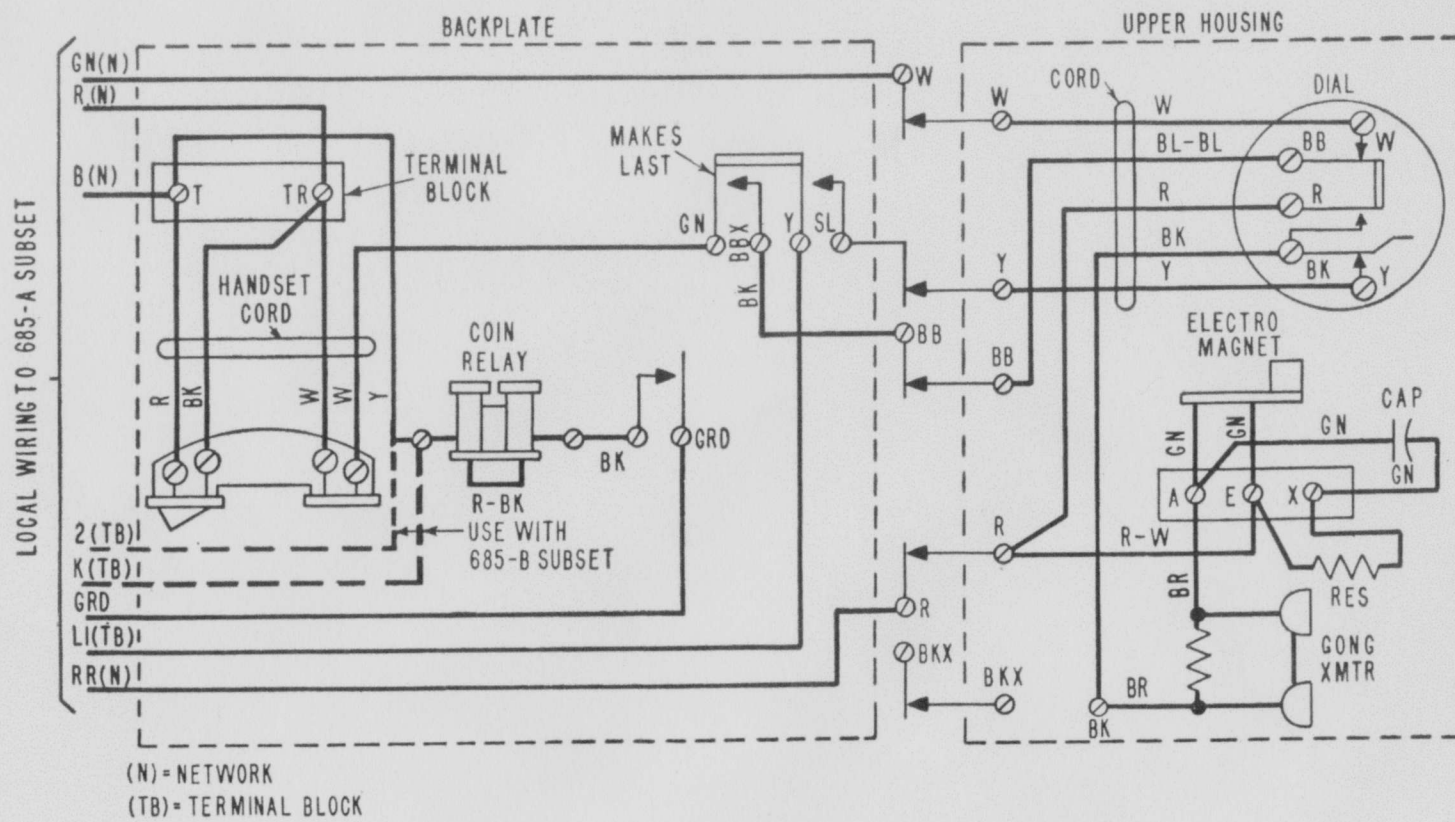 BACKPLATE
UPPER HOUSING
LOCAL WIRING TO 685-A SUBSET
GN(N)
R(N)
B(N)
T
TR
TERMINAL
BLOCK
HANDSET
CORD
R
BK
W
W
Y
COIN
RELAY
R-BK
BK
GRD
USE WITH
685-B SUBSET
2(TB)
K(TB)
GRD
L1(TB)
RR(N)
MAKES
LAST
GN
BBX
Y
SL
BK
W
BB
R
BKX
W
Y
BB
R
BKX
CORD
W
BL-BL
R
BK
Y
DIAL
BB
W
R
BK
Y
ELECTRO
MAGNET
GN
GN
GN
CAP
GN
A
E
X
R-W
RES
BR
GONG
XMTR
BR
BK
(N)=NETWORK
(TB)=TERMINAL BLOCK